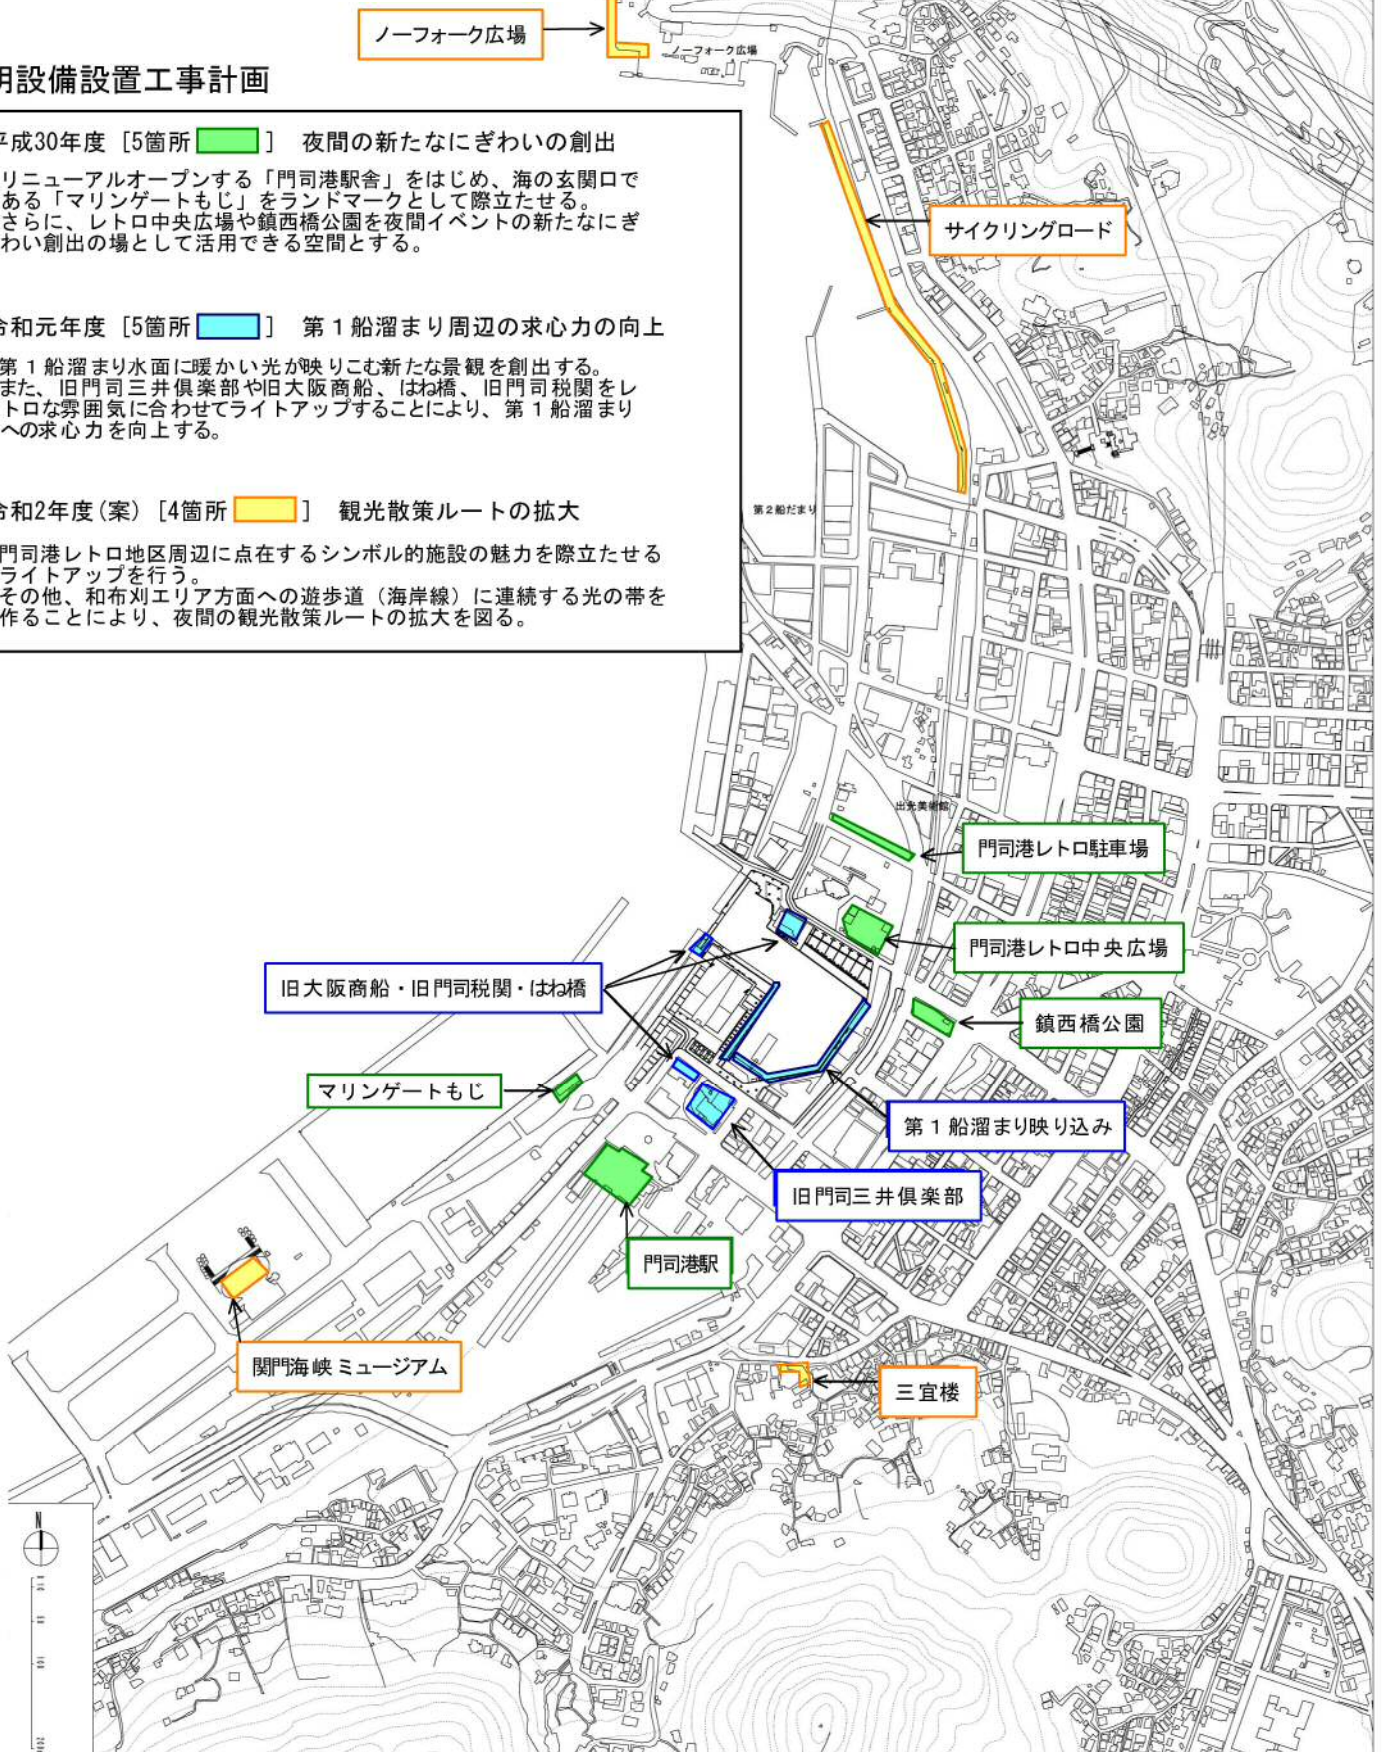 ノーフォーク広場
ノーフォーク広場
明設備設置工事計画
平成30年度 [5箇所 ] 夜間の新たなにぎわいの創出
リニューアルオープンする「門司港駅舎」をはじめ、海の玄関口で
ある「マリンゲートもじ」をランドマークとして際立たせる。
さらに、レトロ中央広場や鎮西橋公園を夜間イベントの新たなにぎ
わい創出の場として活用できる空間とする。
サイクリングロード
令和元年度 [5箇所 ] 第1船溜まり周辺の求心力の向上
第1船溜まり水面に暖かい光が映りこむ新たな景観を創出する。
また、旧門司三井倶楽部や旧大阪商船、はね橋、旧門司税関をレ
トロな雰囲気に合わせてライトアップすることにより、第1船溜まり
への求心力を向上する。
令和2年度(案) [4箇所 ] 観光散策ルートの拡大
第2船だまり
門司港レトロ地区周辺に点在するシンボル的施設の魅力を際立たせる
ライトアップを行う。
その他、和布刈エリア方面への遊歩道（海岸線）に連続する光の帯を
作ることにより、夜間の観光散策ルートの拡大を図る。
出光美術館
門司港レトロ駐車場
門司港レトロ中央広場
旧大阪商船・旧門司税関・はね橋
鎮西橋公園
マリンゲートもじ
第1船溜まり映り込み
旧門司三井倶楽部
門司港駅
関門海峡ミュージアム
三宜楼
N